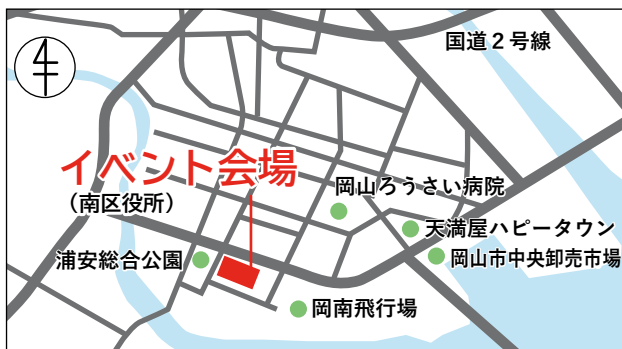 国道２号線
イベント会場
（南区役所）
岡山ろうさい病院
天満屋ハピータウン
浦安総合公園
岡山市中央卸売市場
岡南飛行場